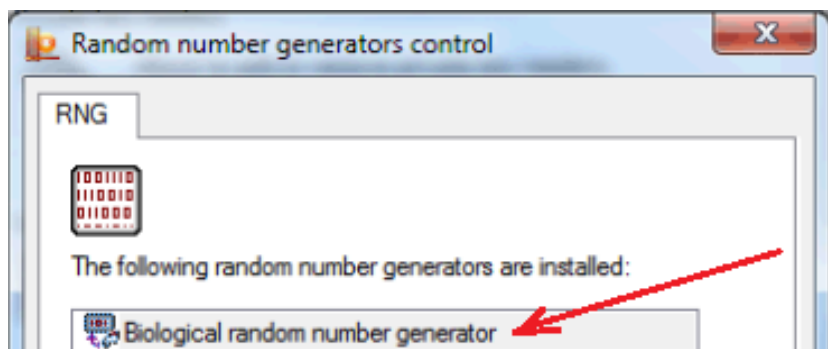 Random number generators control
RNG
The following random number generators are installed:
Biological random number generator